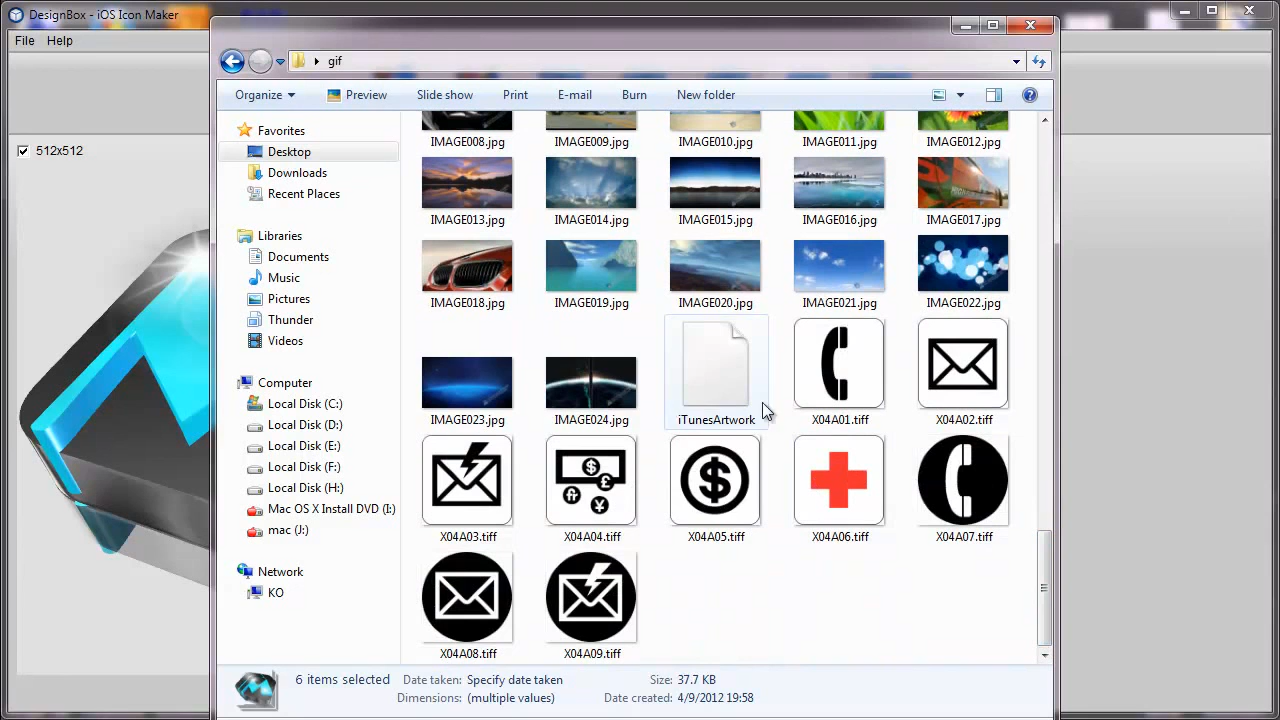 DesignBox - iOS Icon Maker
File Help
512x512
gif
Organize Preview Slide show Print E-mail Burn New folder
Favorites
Desktop
Downloads
Recent Places
Libraries
Documents
Music
Pictures
Thunder
Videos
Computer
Local Disk (C:)
Local Disk (D:)
Local Disk (E:)
Local Disk (F:)
Local Disk (H:)
Mac OS X Install DVD (I:)
mac (J:)
Network
KO
IMAGE008.jpg IMAGE009.jpg IMAGE010.jpg IMAGE011.jpg IMAGE012.jpg
IMAGE013.jpg IMAGE014.jpg IMAGE015.jpg IMAGE016.jpg IMAGE017.jpg
IMAGE018.jpg IMAGE019.jpg IMAGE020.jpg IMAGE021.jpg IMAGE022.jpg
IMAGE023.jpg IMAGE024.jpg iTunesArtwork X04A01.tiff X04A02.tiff
X04A03.tiff X04A04.tiff X04A05.tiff X04A06.tiff X04A07.tiff
X04A08.tiff X04A09.tiff
6 items selected Date taken: Specify date taken Size: 37.7 KB
Dimensions: (multiple values) Date created: 4/9/2012 19:58